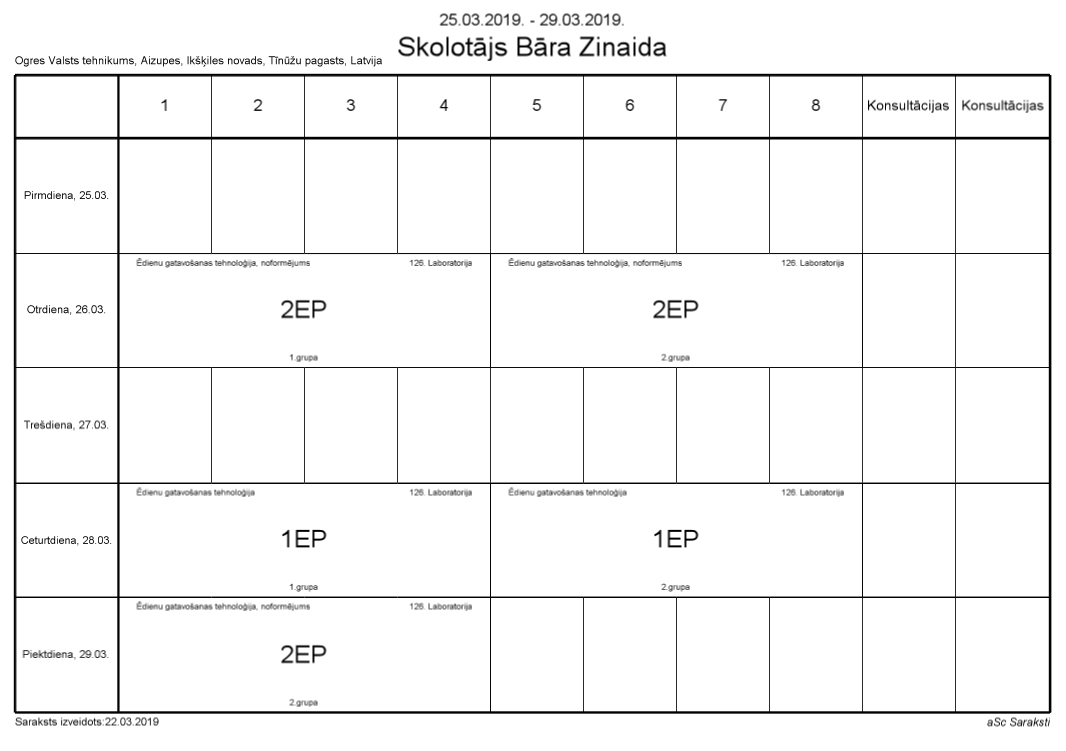 25.03.2019. - 29.03.2019.
Skolotājs Bāra Zinaida
Ogres Valsts tehnikums, Aizupes, Ikšķiles novads, Tīnūžu pagasts, Latvija
1 2 3 4 5 6 7 8 Konsultācijas Konsultācijas
Pirmdiena, 25.03.
Ēdienu gatavošanas tehnoloģija, noformējums 126. Laboratorija Ēdienu gatavošanas tehnoloģija, noformējums 126. Laboratorija
Otrdiena, 26.03. 2EP 2EP
1.grupa 2.grupa
Trešdiena, 27.03.
Ēdienu gatavošanas tehnoloģija 126. Laboratorija Ēdienu gatavošanas tehnoloģija 126. Laboratorija
Ceturtdiena, 28.03. 1EP 1EP
1.grupa 2.grupa
Ēdienu gatavošanas tehnoloģija, noformējums 126. Laboratorija
Piektdiena, 29.03. 2EP
2.grupa
Saraksts izveidots:22.03.2019 aSc Saraksti